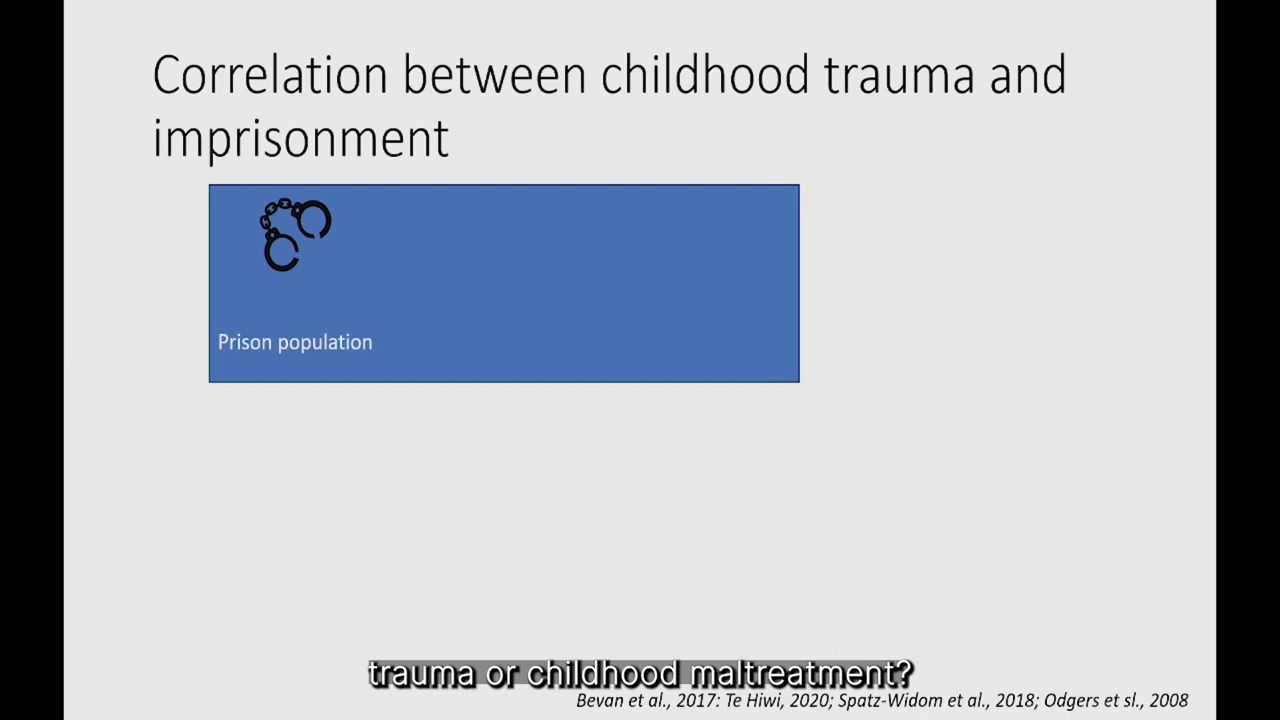 Correlation between childhood trauma and
imprisonment
Prison population
trauma or childhood maltreatment?
Bevan et al., 2017: Te Hiwi, 2020; Spatz-Widom et al., 2018; Odgers et sl., 2008